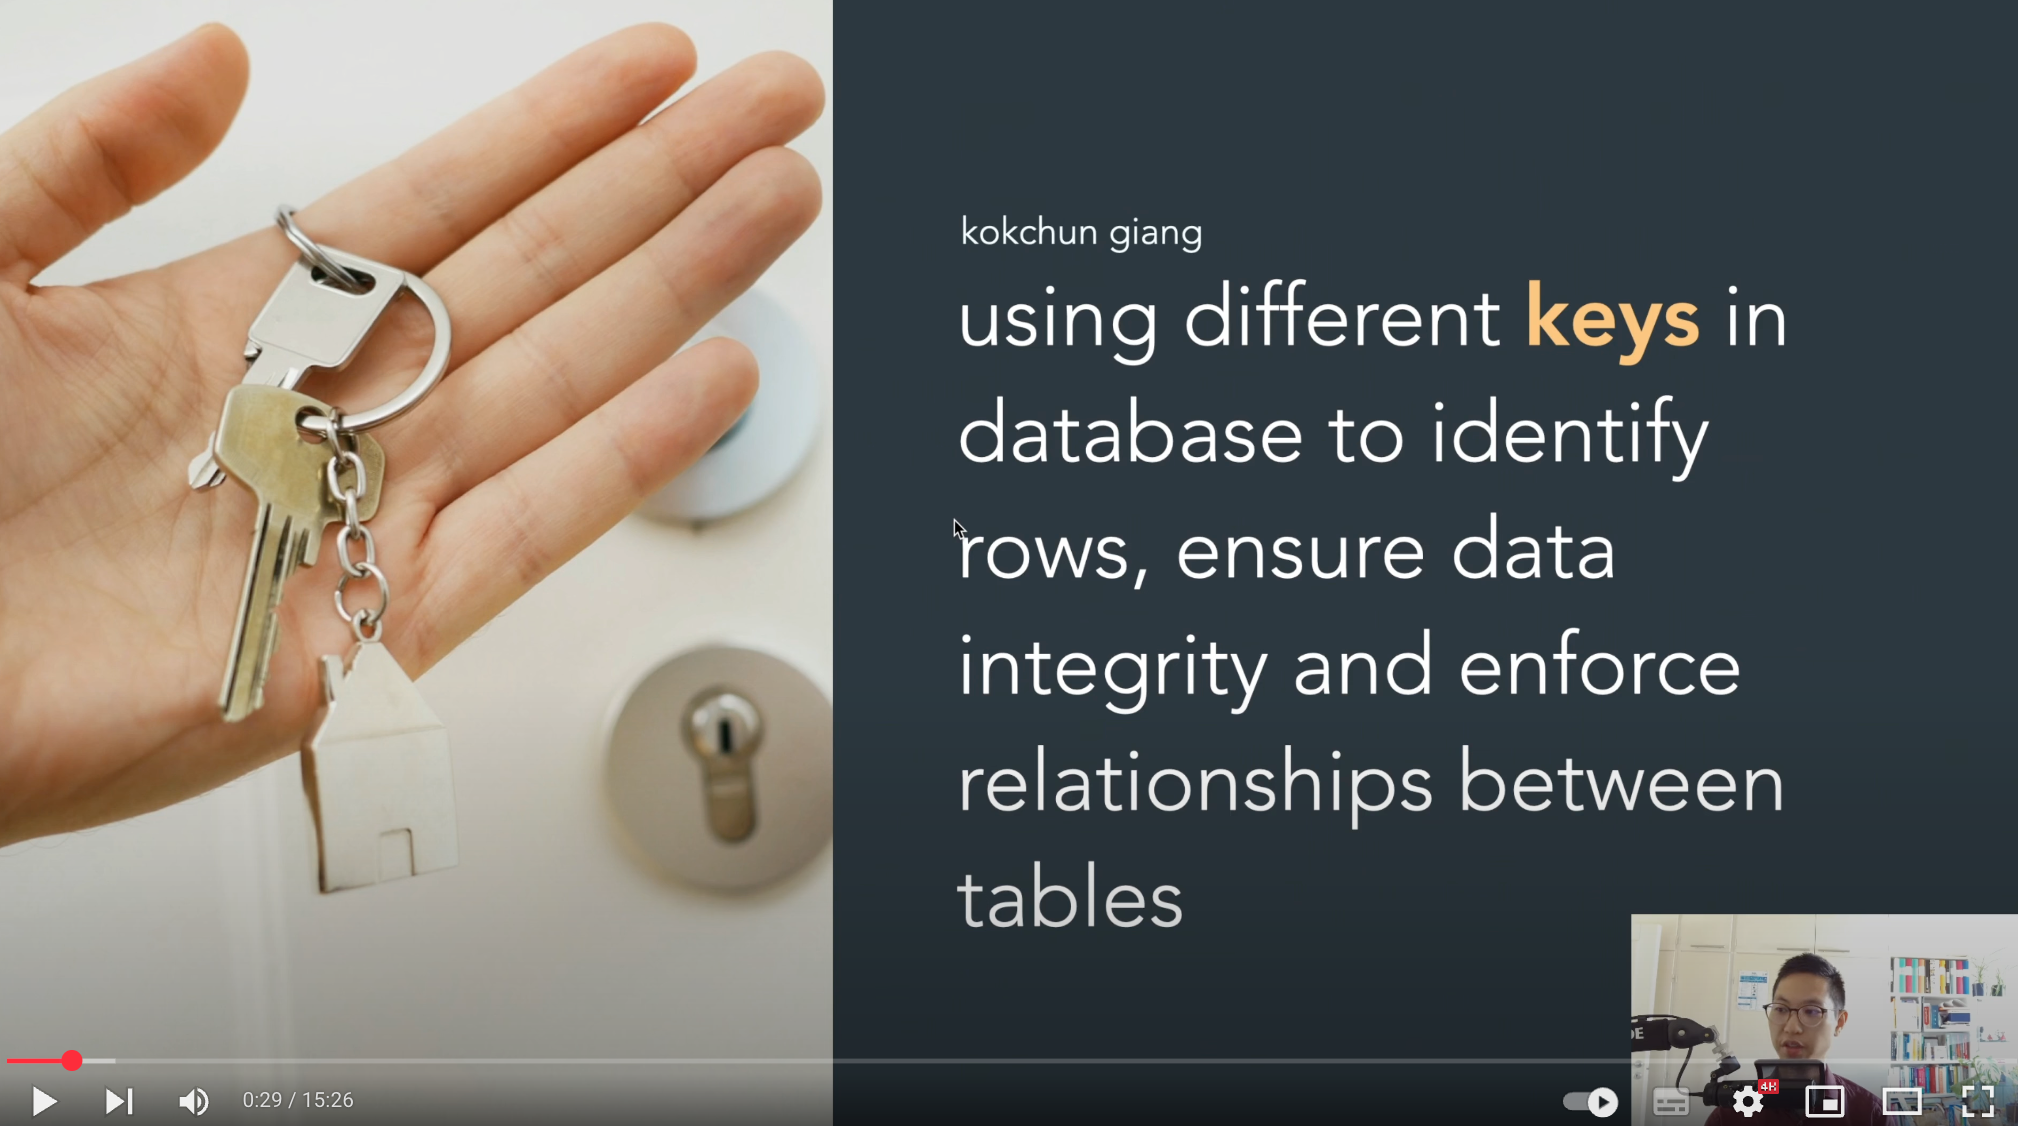 kokchun giang
using different keys in
database to identify
rows, ensure data
integrity and enforce
relationships between
tables
DE
0:29 / 15:26
4K